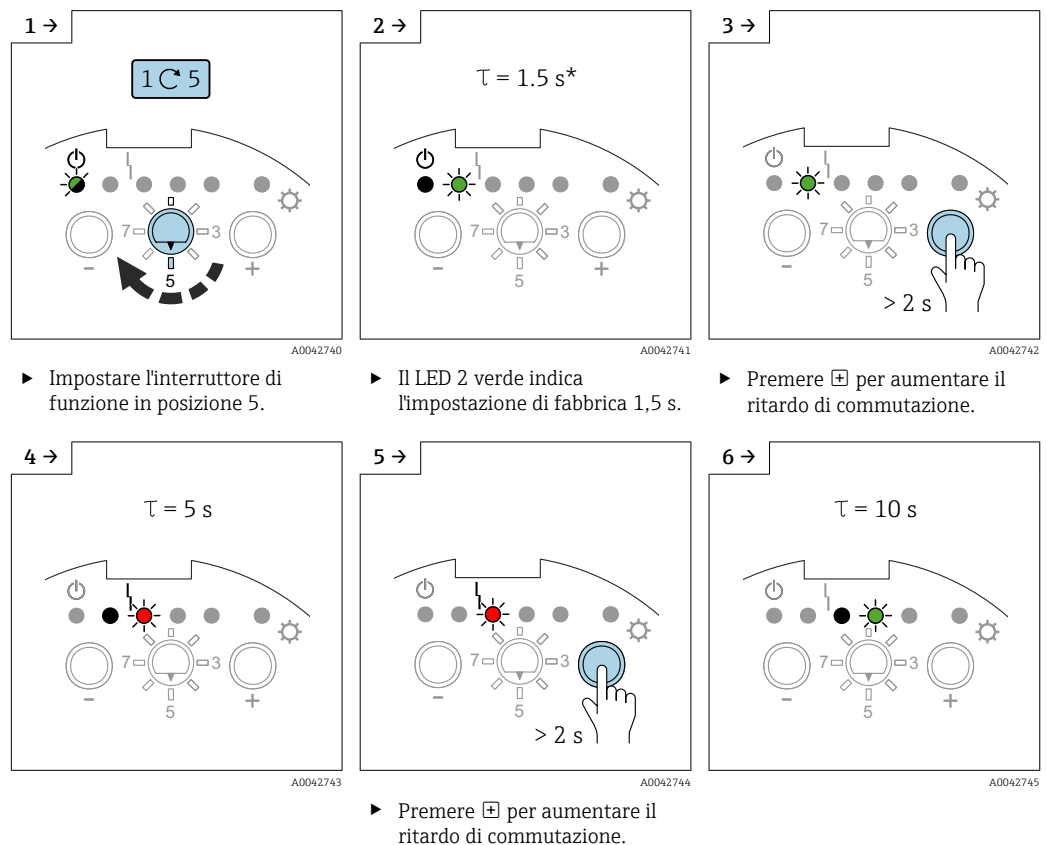 1 →
1 5
7
3
5
-
+
A0042740
► Impostare l'interruttore di
funzione in posizione 5.
2 →
τ = 1.5 s*
7
3
5
-
+
A0042741
► Il LED 2 verde indica
l'impostazione di fabbrica 1,5 s.
3 →
7
3
5
-
> 2 s
A0042742
► Premere ⊞ per aumentare il
ritardo di commutazione.
4 →
τ = 5 s
7
3
5
-
+
A0042743
5 →
7
3
5
-
> 2 s
A0042744
► Premere ⊞ per aumentare il
ritardo di commutazione.
6 →
τ = 10 s
7
3
5
-
+
A0042745